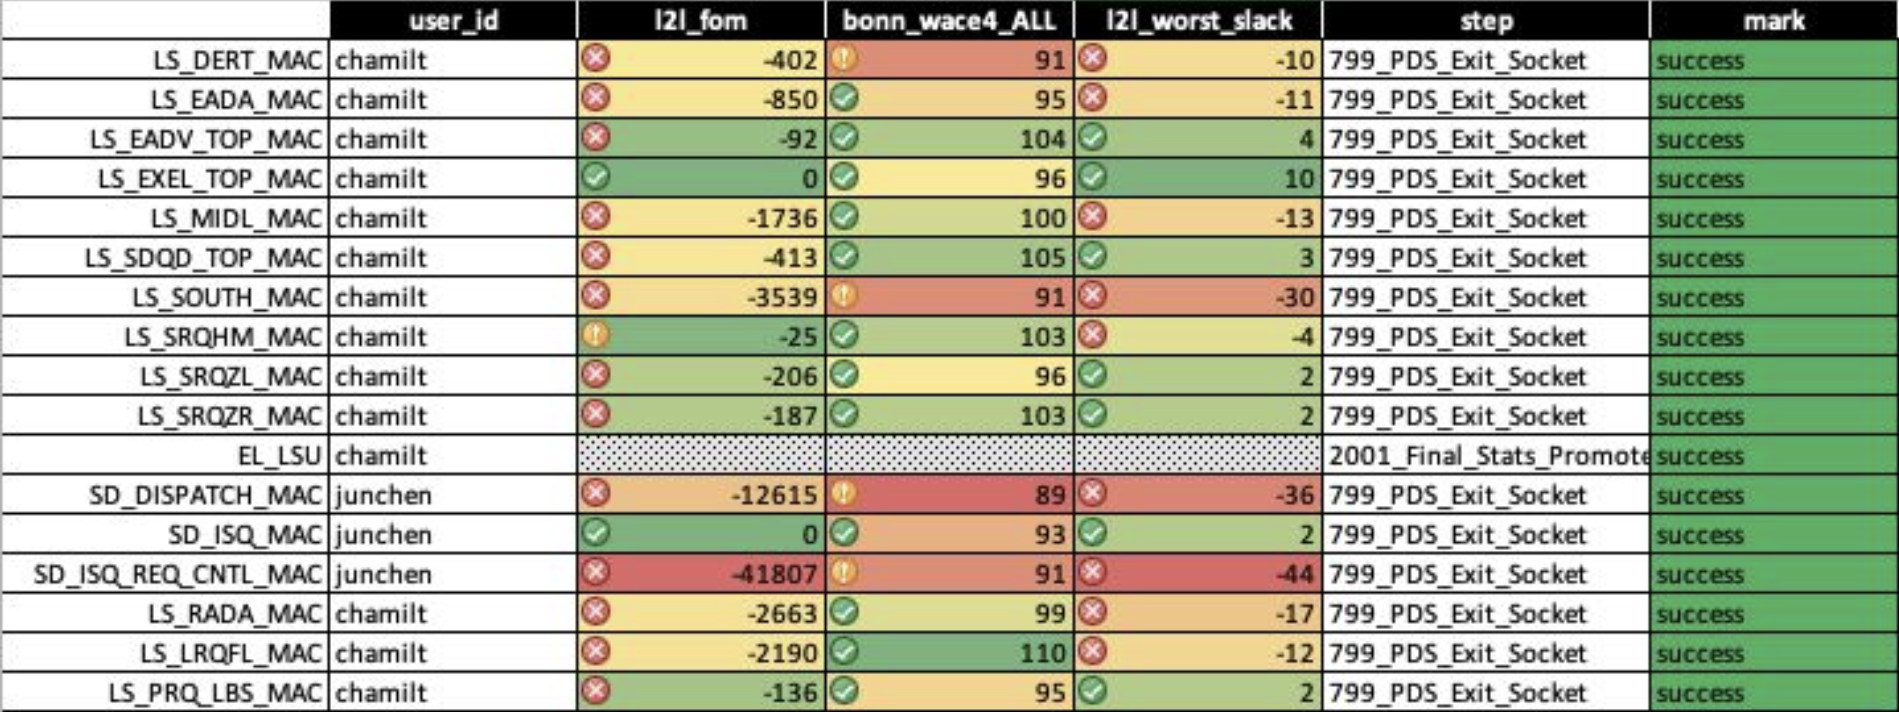 user_id l2l_fom bonn_wace4_ALL l2l_worst_slack step mark
LS_DERT_MAC chamilt -402 91 -10 799_PDS_Exit_Socket success
LS_EADA_MAC chamilt -850 95 -11 799_PDS_Exit_Socket success
LS_EADV_TOP_MAC chamilt -92 104 4 799_PDS_Exit_Socket success
LS_EXEL_TOP_MAC chamilt 0 96 10 799_PDS_Exit_Socket success
LS_MIDL_MAC chamilt -1736 100 -13 799_PDS_Exit_Socket success
LS_SDQD_TOP_MAC chamilt -413 105 3 799_PDS_Exit_Socket success
LS_SOUTH_MAC chamilt -3539 91 -30 799_PDS_Exit_Socket success
LS_SRQHM_MAC chamilt -25 103 -4 799_PDS_Exit_Socket success
LS_SRQZL_MAC chamilt -206 96 2 799_PDS_Exit_Socket success
LS_SRQZR_MAC chamilt -187 103 2 799_PDS_Exit_Socket success
EL_LSU chamilt 2001_Final_Stats_Promote success
SD_DISPATCH_MAC junchen -12615 89 -36 799_PDS_Exit_Socket success
SD_ISQ_MAC junchen 0 93 2 799_PDS_Exit_Socket success
SD_ISQ_REQ_CNTL_MAC junchen -41807 91 -44 799_PDS_Exit_Socket success
LS_RADA_MAC chamilt -2663 99 -17 799_PDS_Exit_Socket success
LS_LRQFL_MAC chamilt -2190 110 -12 799_PDS_Exit_Socket success
LS_PRQ_LBS_MAC chamilt -136 95 2 799_PDS_Exit_Socket success